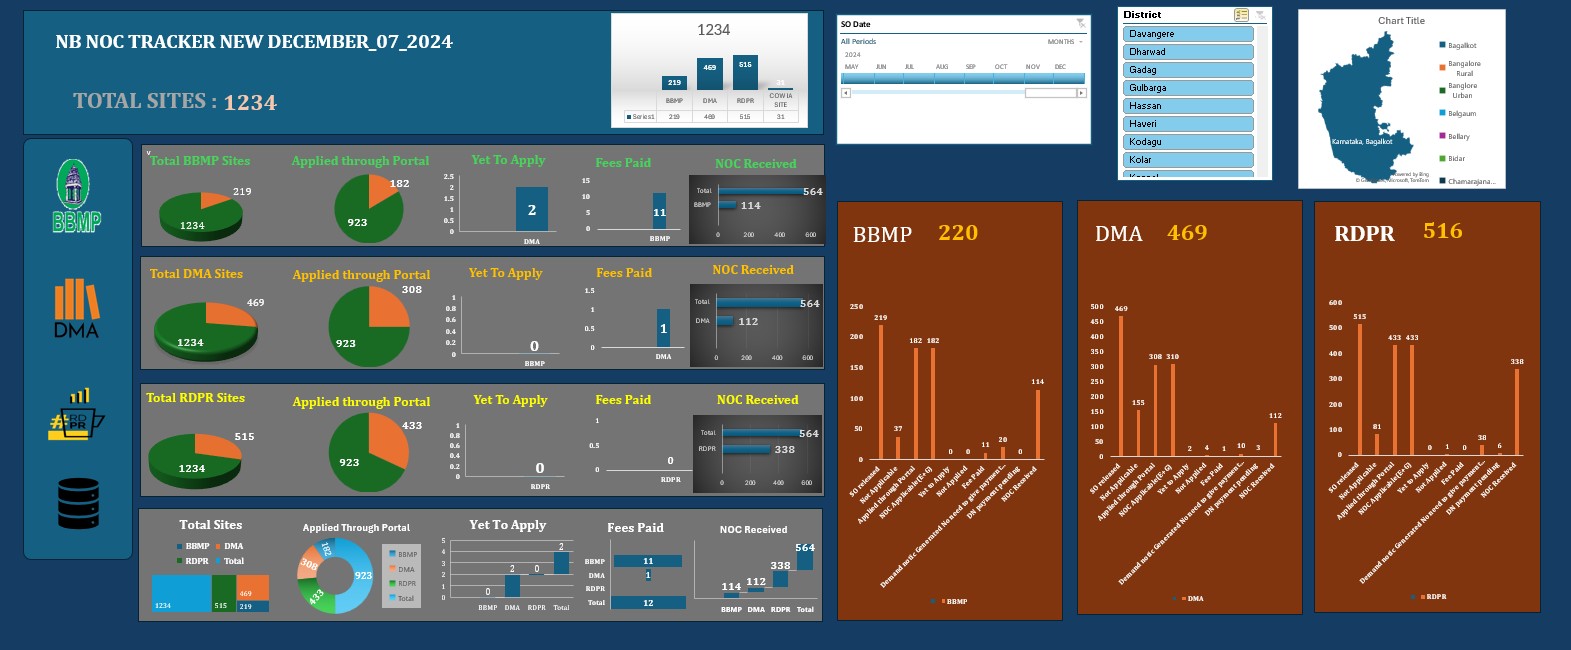 NB NOC TRACKER NEW DECEMBER_07_2024
TOTAL SITES : 1234
1234
219
469
515
31
BBMP
DMA
RDPR
COW IA SITE
Series1
219
469
515
31
SO Date
All Periods
MONTHS
2024
MAY JUN JUL AUG SEP OCT NOV DEC
District
Davangere
Dharwad
Gadag
Gulbarga
Hassan
Haveri
Kodagu
Kolar
Chart Title
Karnataka, Bagalkot
Bagalkot
Bangalore Rural
Banglore Urban
Belgaum
Bellary
Bidar
Chamarajana...
Powered by Bing
Microsoft, TomTom
BBMP
DMA
#RD
PR
v
Total BBMP Sites
219
1234
Applied through Portal
182
923
Yet To Apply
2.5
2
1.5
1
0.5
0
2
DMA
Fees Paid
15
10
5
0
11
BBMP
NOC Received
Total
564
BBMP
114
0 200 400 600
Total DMA Sites
469
1234
Applied through Portal
308
923
Yet To Apply
1
0.8
0.6
0.4
0.2
0
0
BBMP
Fees Paid
1.5
1
0.5
0
1
DMA
NOC Received
Total
564
DMA
112
0 200 400 600
Total RDPR Sites
515
1234
Applied through Portal
433
923
Yet To Apply
1
0.8
0.6
0.4
0.2
0
0
RDPR
Fees Paid
1
0.5
0
0
RDPR
NOC Received
Total
564
RDPR
338
0 200 400 600
Total Sites
BBMP DMA
RDPR Total
1234
515
469
219
Applied Through Portal
182
308
433
923
BBMP
DMA
RDPR
Total
Yet To Apply
5
4
3
2
1
0
0
2
0
2
BBMP DMA RDPR Total
Fees Paid
BBMP
11
DMA
1
RDPR
Total
12
NOC Received
114
112
338
564
BBMP DMA RDPR Total
BBMP 220
250
200
150
100
50
0
219
37
182
182
0
0
11
20
0
114
SO released
Not Applicable
Applied through Portal
NOC Applicable(E+G)
Yet to Apply
Not Applied
Fee Paid
Demand notic Generated No need to give payment...
DN payment pending
NOC Received
BBMP
DMA 469
500
450
400
350
300
250
200
150
100
50
0
469
155
308
310
2
4
1
10
3
112
SO released
Not Applicable
Applied through Portal
NOC Applicable(E+G)
Yet to Apply
Not Applied
Fee Paid
Demand notic Generated No need to give payment...
DN payment pending
NOC Received
DMA
RDPR 516
600
500
400
300
200
100
0
515
81
433
433
0
1
0
38
6
338
SO released
Not Applicable
Applied through Portal
NOC Applicable(E+G)
Yet to Apply
Not Applied
Fee Paid
Demand notic Generated No need to give payment...
DN payment pending
NOC Received
RDPR